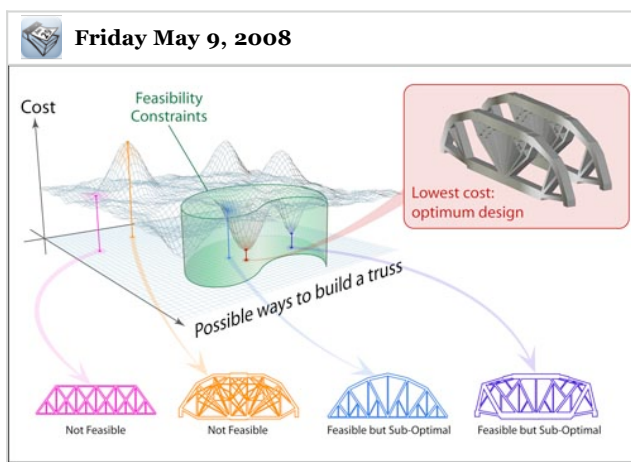 Friday May 9, 2008
Cost
Feasibility
Constraints
Lowest cost:
optimum design
Possible ways to build a truss
Not Feasible
Not Feasible
Feasible but Sub-Optimal
Feasible but Sub-Optimal